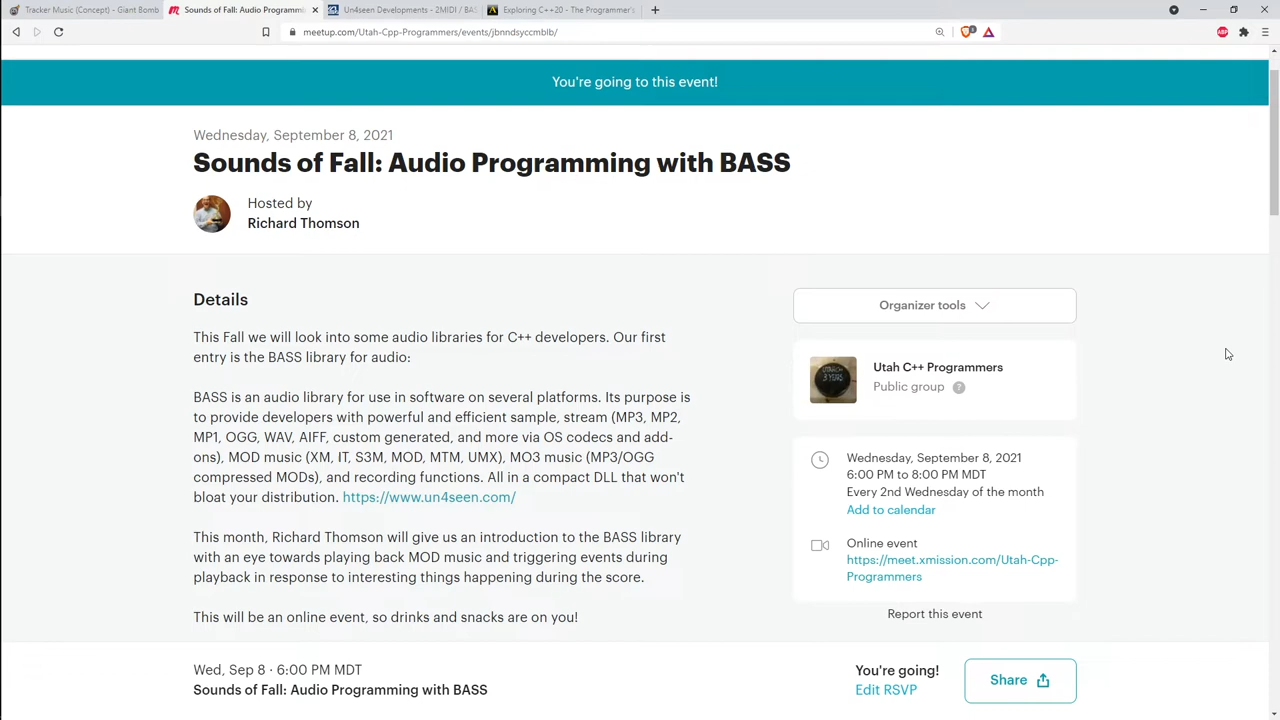 Tracker Music (Concept) - Giant Bomb
Sounds of Fall: Audio Programmin
Un4seen Developments - 2MIDI / BAS
Exploring C++20 - The Programmer's
meetup.com/Utah-Cpp-Programmers/events/jbnndsyccmblb/
ABP
You're going to this event!
Wednesday, September 8, 2021
Sounds of Fall: Audio Programming with BASS
Hosted by
Richard Thomson
Details
Organizer tools
This Fall we will look into some audio libraries for C++ developers. Our first
entry is the BASS library for audio:
BASS is an audio library for use in software on several platforms. Its purpose is
to provide developers with powerful and efficient sample, stream (MP3, MP2,
MP1, OGG, WAV, AIFF, custom generated, and more via OS codecs and add-
ons), MOD music (XM, IT, S3M, MOD, MTM, UMX), MO3 music (MP3/OGG
compressed MODs), and recording functions. All in a compact DLL that won't
bloat your distribution. https://www.un4seen.com/
This month, Richard Thomson will give us an introduction to the BASS library
with an eye towards playing back MOD music and triggering events during
playback in response to interesting things happening during the score.
This will be an online event, so drinks and snacks are on you!
Utah C++ Programmers
Public group ?
Wednesday, September 8, 2021
6:00 PM to 8:00 PM MDT
Every 2nd Wednesday of the month
Add to calendar
Online event
https://meet.xmission.com/Utah-Cpp-
Programmers
Report this event
Wed, Sep 8 · 6:00 PM MDT
Sounds of Fall: Audio Programming with BASS
You're going!
Edit RSVP
Share